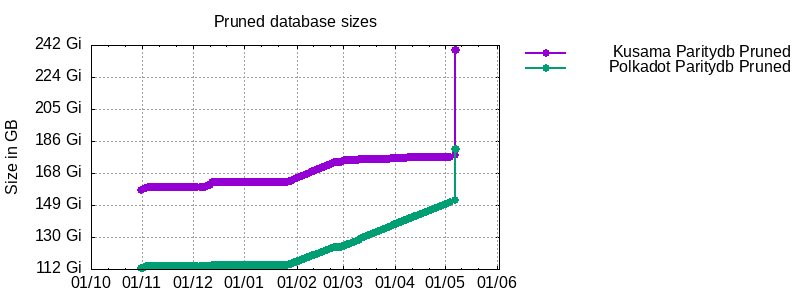 Pruned database sizes
Kusama Paritydb Pruned
Polkadot Paritydb Pruned
Size in GB
242 Gi
224 Gi
205 Gi
186 Gi
168 Gi
149 Gi
130 Gi
112 Gi
01/10 01/11 01/12 01/01 01/02 01/03 01/04 01/05 01/06